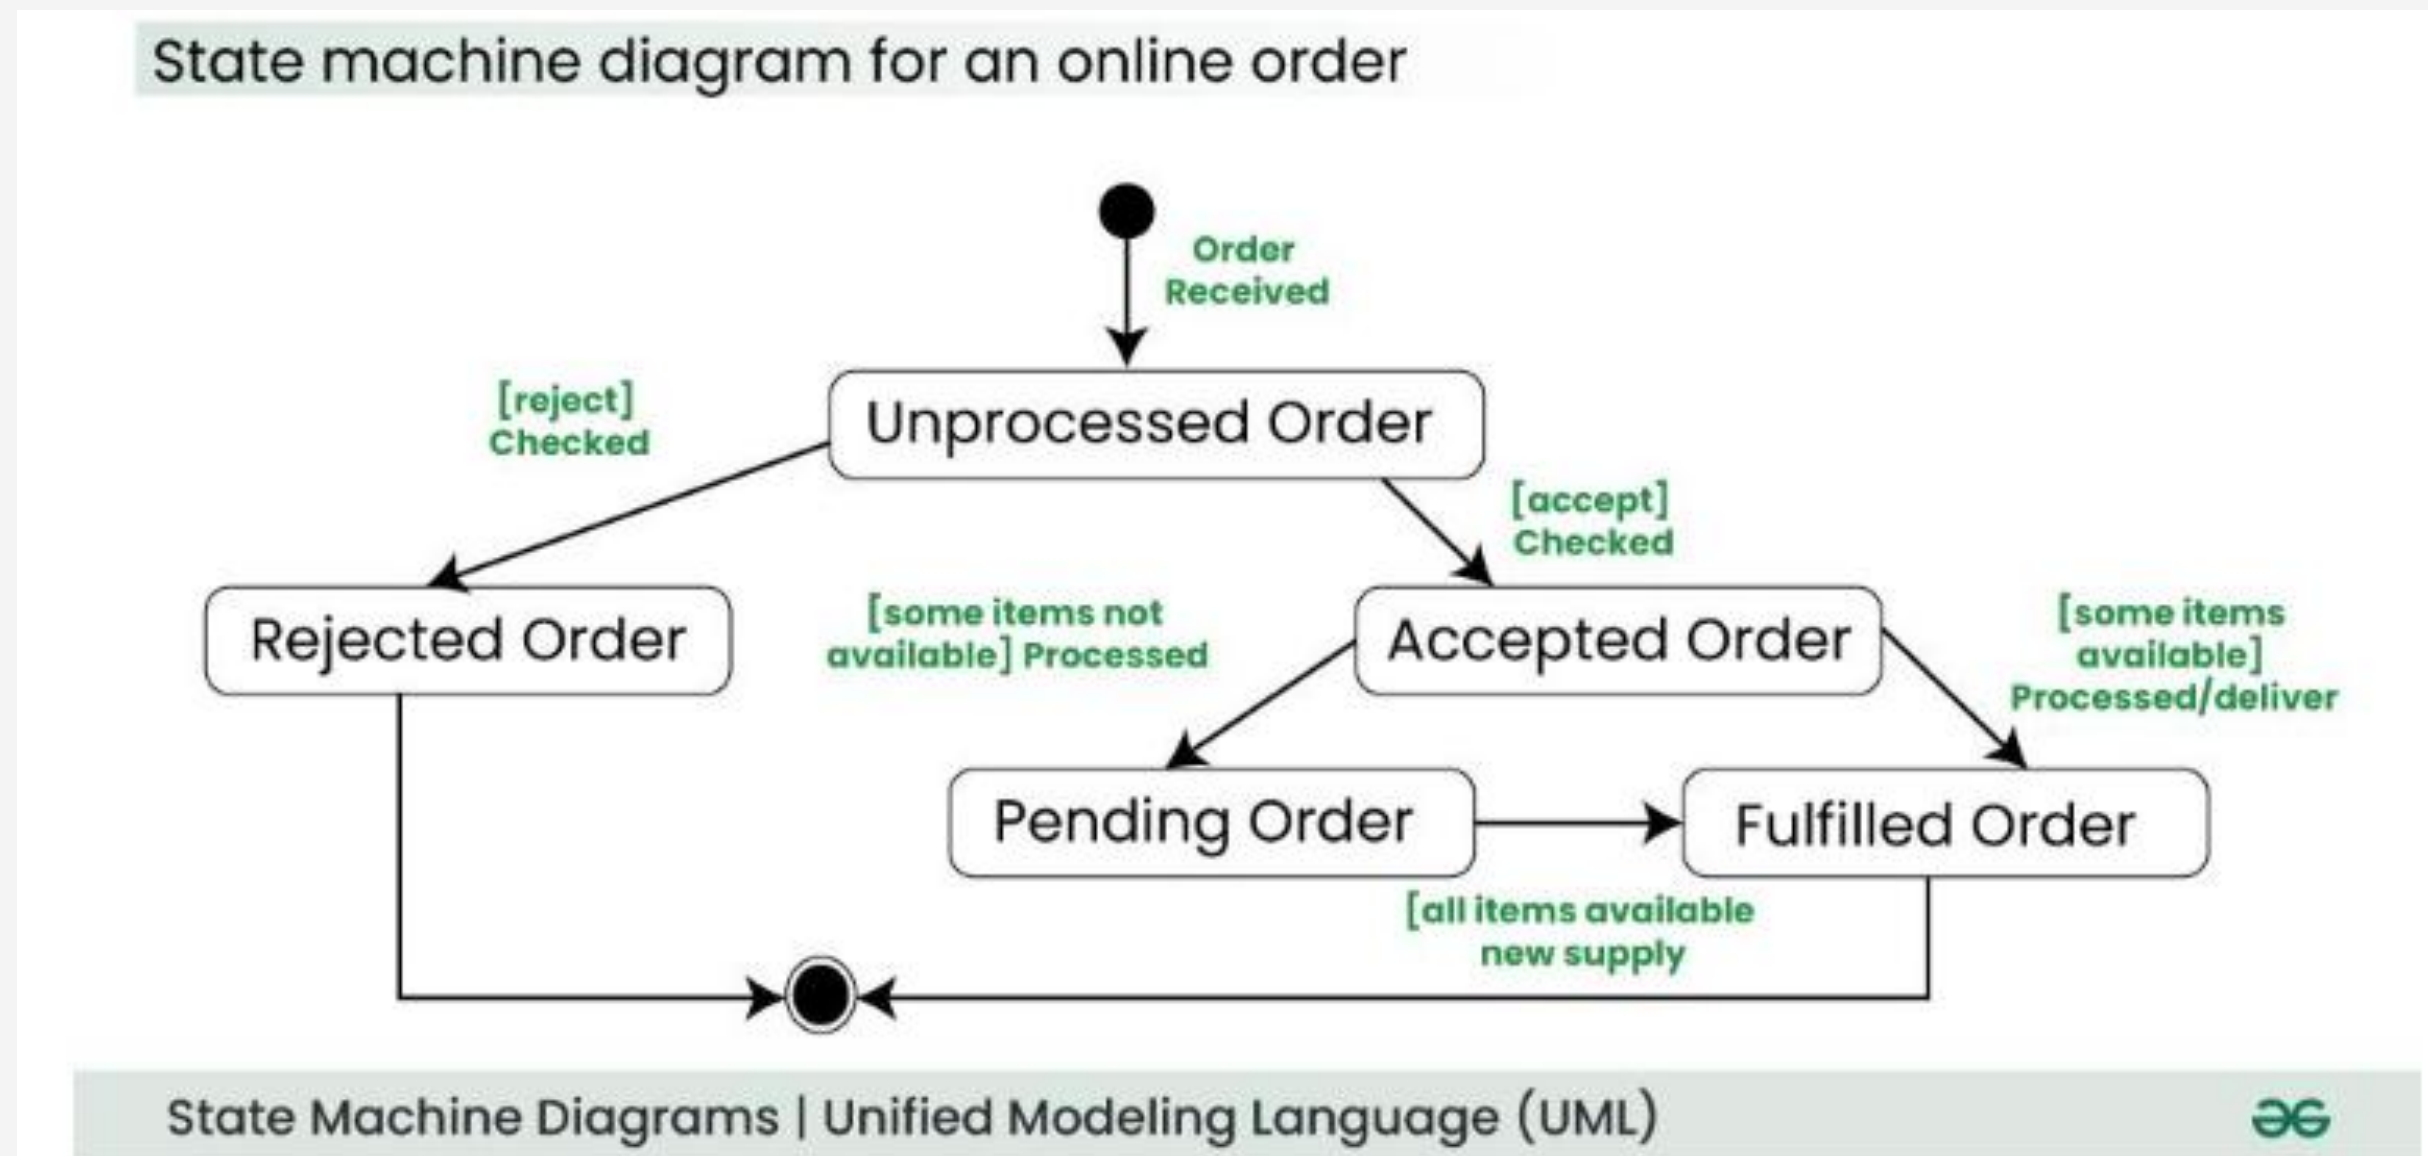 State machine diagram for an online order
Order
Received
[reject]
Checked
Unprocessed Order
[accept]
Checked
Rejected Order
[some items not
available] Processed
Accepted Order
[some items
available]
Processed/deliver
Pending Order
Fulfilled Order
[all items available
new supply
State Machine Diagrams | Unified Modeling Language (UML)